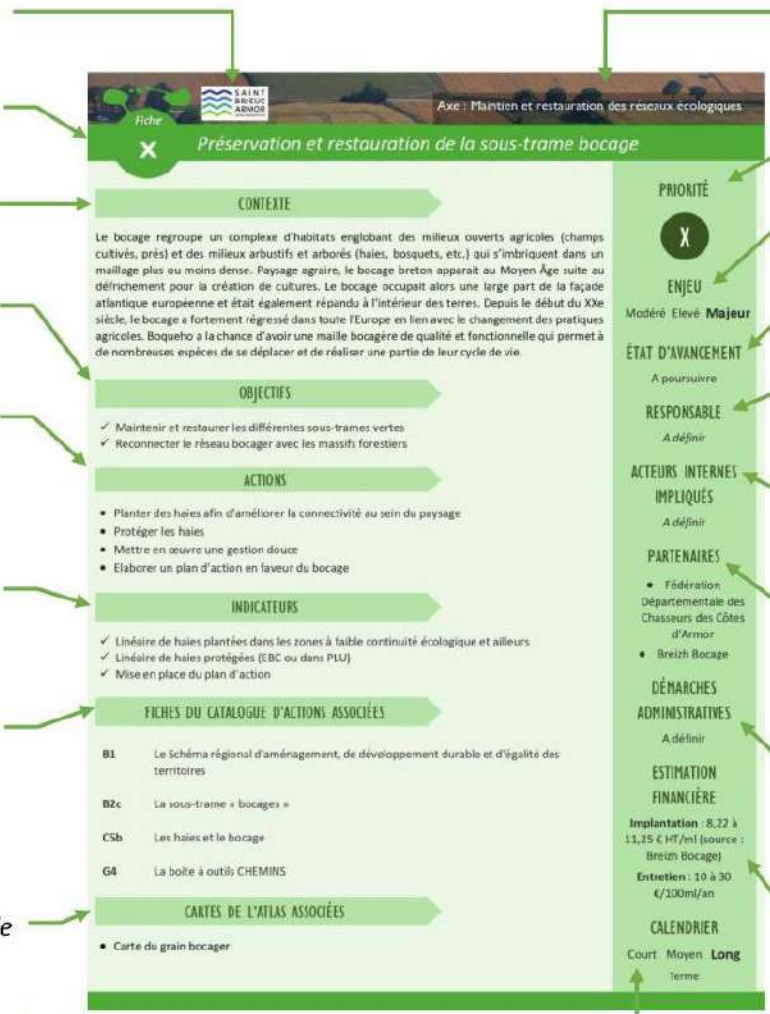 SAINT
BRIEUC
ARMOR
Axe : Maintien et restauration des réseaux écologiques
Fiche
X
Préservation et restauration de la sous-trame bocage
CONTEXTE
Le bocage regroupe un complexe d'habitats englobant des milieux ouverts agricoles (champs
cultivés, prés) et des milieux arbustifs et arborés (haies, bosquets, etc.) qui s'imbriquent dans un
maillage plus ou moins dense. Paysage agraire, le bocage breton apparait au Moyen Âge suite au
défrichement pour la création de cultures. Le bocage occupait alors une large part de la façade
atlantique européenne et était également répandu à l'intérieur des terres. Depuis le début du XXe
siècle, le bocage a fortement régressé dans toute l'Europe en lien avec le changement des pratiques
agricoles. Boqueho a la chance d'avoir une maille bocagère de qualité et fonctionnelle qui permet à
de nombreuses espèces de se déplacer et de réaliser une partie de leur cycle de vie.
OBJECTIFS
✓ Maintenir et restaurer les différentes sous-trames vertes
✓ Reconnecter le réseau bocager avec les massifs forestiers
ACTIONS
• Planter des haies afin d'améliorer la connectivité au sein du paysage
• Protéger les haies
• Mettre en œuvre une gestion douce
• Elaborer un plan d'action en faveur du bocage
INDICATEURS
✓ Linéaire de haies plantées dans les zones à faible continuité écologique et ailleurs
✓ Linéaire de haies protégées (EBC ou dans PLU)
✓ Mise en place du plan d'action
FICHES DU CATALOGUE D'ACTIONS ASSOCIÉES
B1 Le Schéma régional d'aménagement, de développement durable et d'égalité des
territoires
B2c La sous-trame « bocages »
C5b Les haies et le bocage
G4 La boite à outils CHEMINS
CARTES DE L'ATLAS ASSOCIÉES
• Carte du grain bocager
PRIORITÉ
X
ENJEU
Modéré Elevé Majeur
ÉTAT D'AVANCEMENT
A poursuivre
RESPONSABLE
A définir
ACTEURS INTERNES
IMPLIQUÉS
A définir
PARTENAIRES
• Fédération
Départementale des
Chasseurs des Côtes
d'Armor
• Breizh Bocage
DÉMARCHES
ADMINISTRATIVES
A définir
ESTIMATION
FINANCIÈRE
Implantation : 8,22 à
11,25 € HT/ml (source :
Breizh Bocage)
Entretien : 10 à 30
€/100ml/an
CALENDRIER
Court Moyen Long
Terme